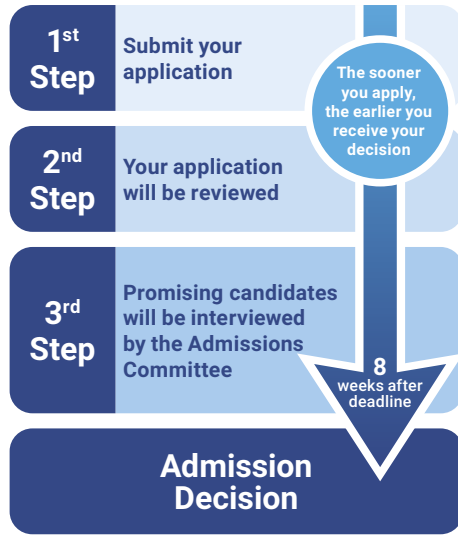 1st
Step
Submit your
application
The sooner
you apply,
the earlier you
receive your
decision
2nd
Step
Your application
will be reviewed
3rd
Step
Promising candidates
will be interviewed
by the Admissions
Committee
8
weeks after
deadline
Admission
Decision